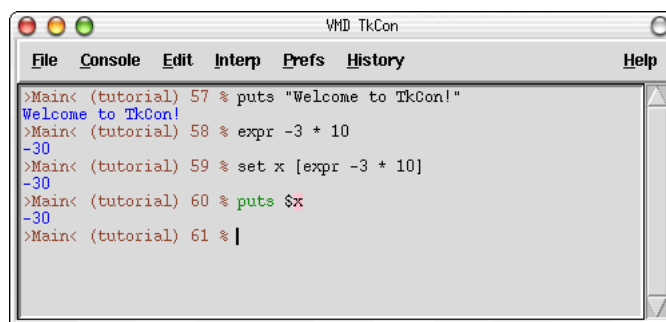 VMD TkCon
File Console Edit Interp Prefs History Help
>Main< (tutorial) 57 % puts "Welcome to TkCon!"
Welcome to TkCon!
>Main< (tutorial) 58 % expr -3 * 10
-30
>Main< (tutorial) 59 % set x [expr -3 * 10]
-30
>Main< (tutorial) 60 % puts $x
-30
>Main< (tutorial) 61 %